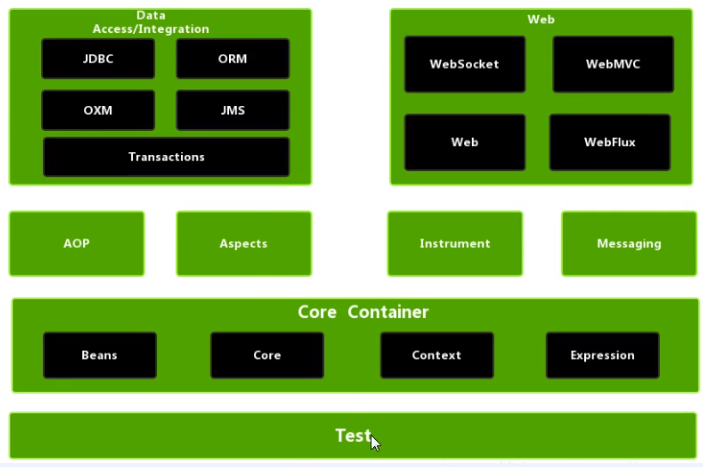 Data
Access/Integration
JDBC
ORM
OXM
JMS
Transactions
Web
WebSocket
WebMVC
Web
WebFlux
AOP
Aspects
Instrument
Messaging
Core Container
Beans
Core
Context
Expression
Test